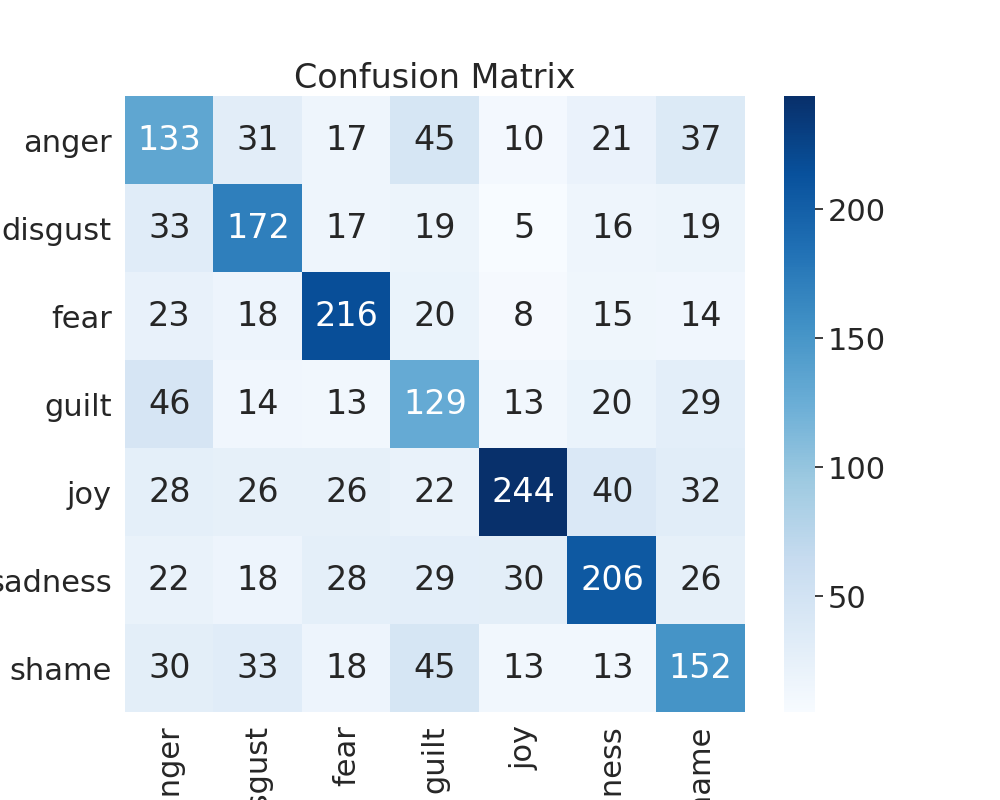 Confusion Matrix
anger 133 31 17 45 10 21 37
disgust 33 172 17 19 5 16 19
fear 23 18 216 20 8 15 14
guilt 46 14 13 129 13 20 29
joy 28 26 26 22 244 40 32
sadness 22 18 28 29 30 206 26
shame 30 33 18 45 13 13 152
nger sgust fear guilt joy ness name
200
150
100
50